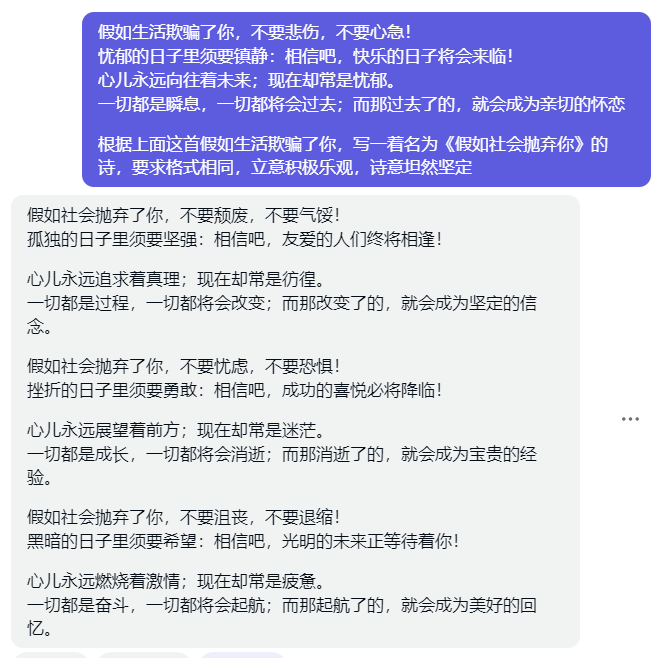 假如生活欺骗了你，不要悲伤，不要心急！
忧郁的日子里须要镇静：相信吧，快乐的日子将会来临！
心儿永远向往着未来；现在却常是忧郁。
一切都是瞬息，一切都将会过去；而那过去了的，就会成为亲切的怀恋
根据上面这首假如生活欺骗了你，写一着名为《假如社会抛弃你》的
诗，要求格式相同，立意积极乐观，诗意坦然坚定
假如社会抛弃了你，不要颓废，不要气馁！
孤独的日子里须要坚强：相信吧，友爱的人们终将相逢！
心儿永远追求着真理；现在却常是彷徨。
一切都是过程，一切都将会改变；而那改变了的，就会成为坚定的信
念。
假如社会抛弃了你，不要忧虑，不要恐惧！
挫折的日子里须要勇敢：相信吧，成功的喜悦必将降临！
心儿永远展望着前方；现在却常是迷茫。
一切都是成长，一切都将会消逝；而那消逝了的，就会成为宝贵的经
验。
假如社会抛弃了你，不要沮丧，不要退缩！
黑暗的日子里须要希望：相信吧，光明的未来正等待着你！
心儿永远燃烧着激情；现在却常是疲惫。
一切都是奋斗，一切都将会起航；而那起航了的，就会成为美好的回
忆。